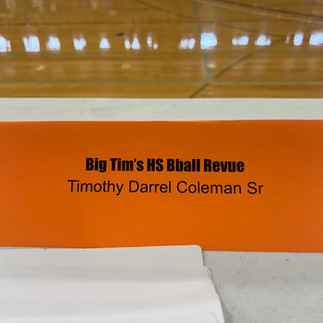 Big Tim's HS Bball Revue
Timothy Darrel Coleman Sr